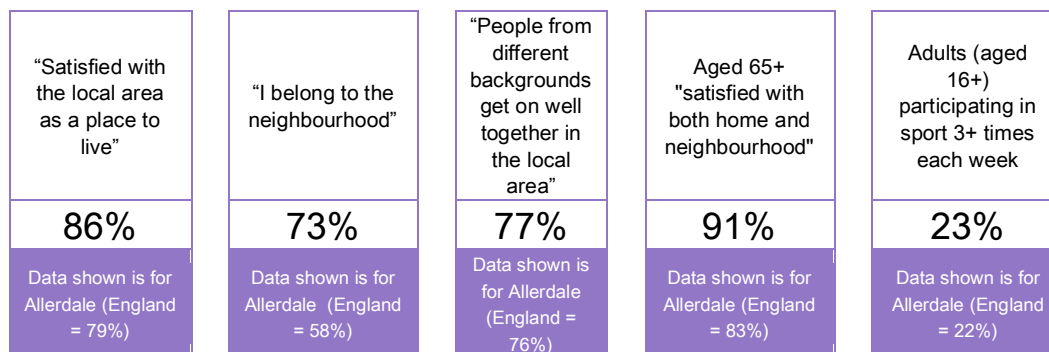 “Satisfied with
the local area
as a place to
live”
86%
Data shown is for
Allerdale (England
= 79%)
“I belong to the
neighbourhood”
73%
Data shown is for
Allerdale (England
= 58%)
“People from
different
backgrounds
get on well
together in
the local
area”
77%
Data shown is
for Allerdale
(England =
76%)
Aged 65+
"satisfied with
both home and
neighbourhood"
91%
Data shown is for
Allerdale (England
= 83%)
Adults (aged
16+)
participating in
sport 3+ times
each week
23%
Data shown is for
Allerdale (England
= 22%)